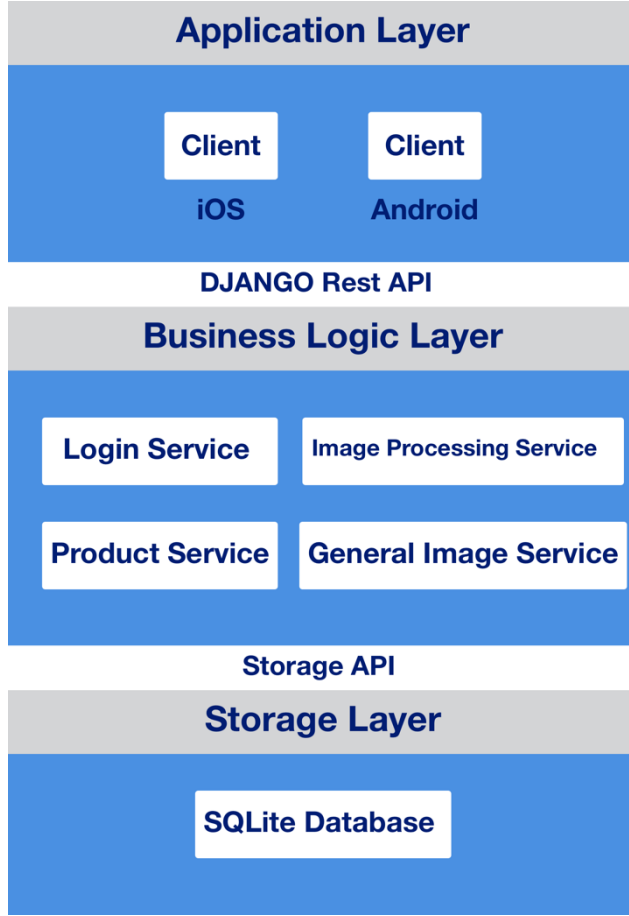 Application Layer
Client Client
iOS Android
DJANGO Rest API
Business Logic Layer
Login Service Image Processing Service
Product Service General Image Service
Storage API
Storage Layer
SQLite Database